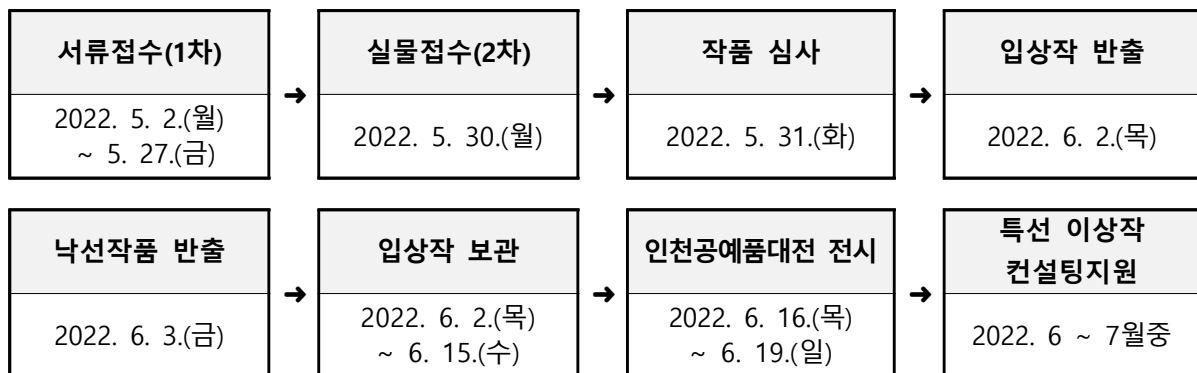 서류접수(1차)
2022. 5. 2.(월)
~ 5. 27.(금)
➜
실물접수(2차)
2022. 5. 30.(월)
➜
작품 심사
2022. 5. 31.(화)
➜
입상작 반출
2022. 6. 2.(목)
낙선작품 반출
2022. 6. 3.(금)
➜
입상작 보관
2022. 6. 2.(목)
~ 6. 15.(수)
➜
인천공예품대전 전시
2022. 6. 16.(목)
~ 6. 19.(일)
➜
특선 이상작
컨설팅지원
2022. 6 ~ 7월중